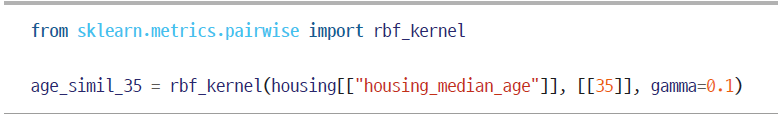 from sklearn.metrics.pairwise import rbf_kernel
age_simil_35 = rbf_kernel(housing[["housing_median_age"]], [[35]], gamma=0.1)